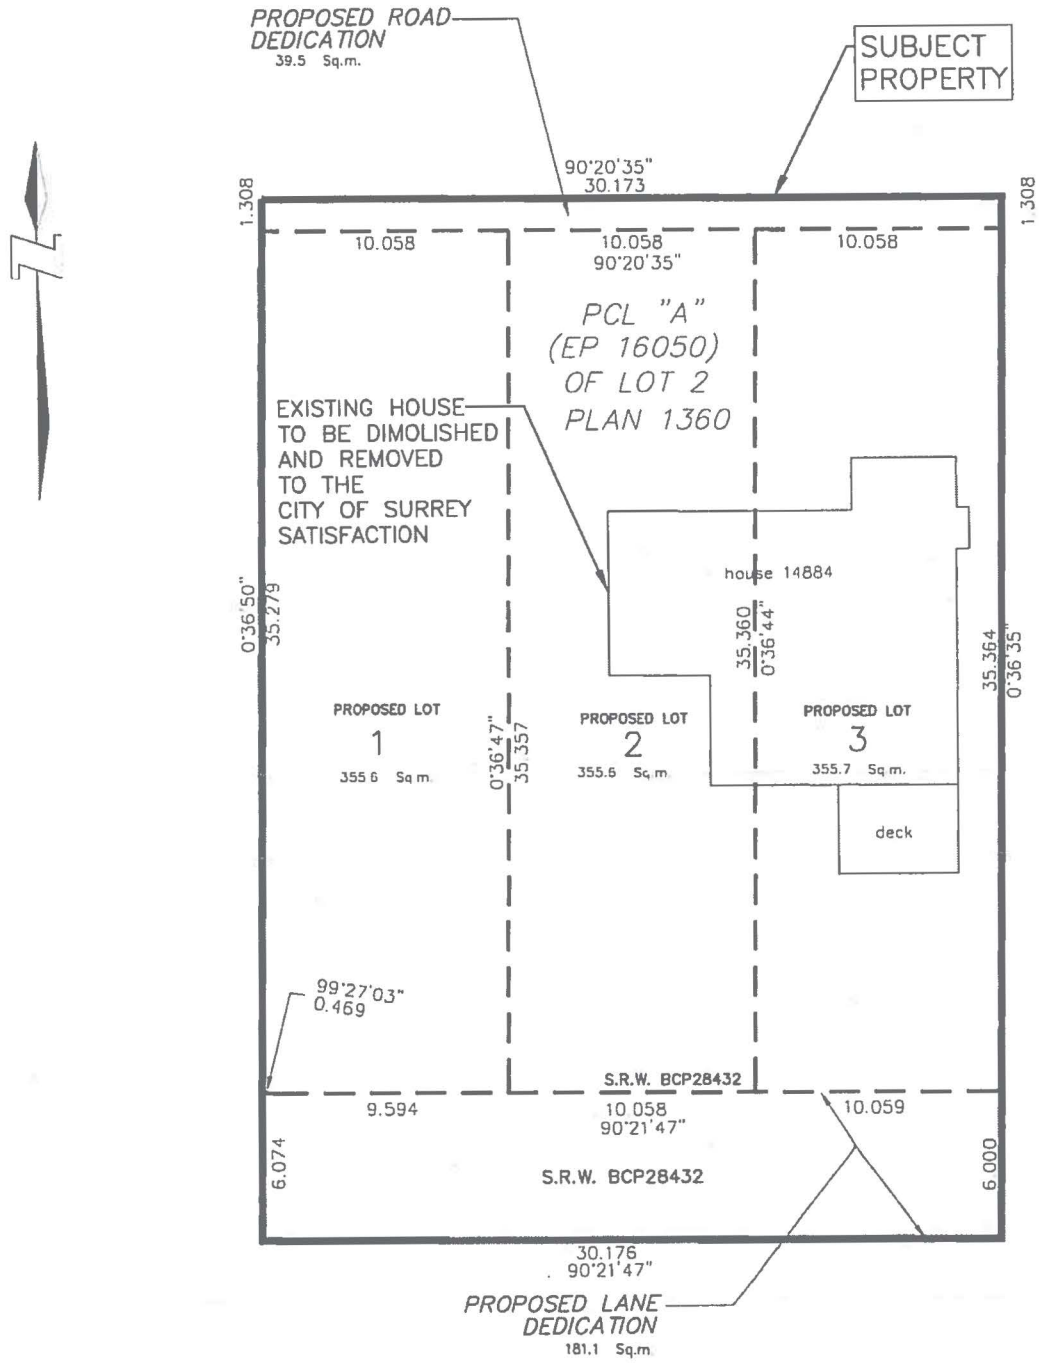 PROPOSED ROAD
DEDICATION
39.5 Sq.m.
SUBJECT
PROPERTY
90°20'35"
30.173
1.308
1.308
10.058
10.058
90°20'35"
10.058
PCL "A"
(EP 16050)
OF LOT 2
PLAN 1360
EXISTING HOUSE
TO BE DIMOLISHED
AND REMOVED
TO THE
CITY OF SURREY
SATISFACTION
house 14884
0°36'50"
35.279
35.360
0°36'44"
35.364
0°36'35"
PROPOSED LOT
1
355.6 Sq.m.
0°36'47"
35.357
PROPOSED LOT
2
355.6 Sq.m.
PROPOSED LOT
3
355.7 Sq.m.
deck
99°27'03"
0.469
S.R.W. BCP28432
9.594
10.058
90°21'47"
10.059
6.074
S.R.W. BCP28432
6.000
30.176
90°21'47"
PROPOSED LANE
DEDICATION
181.1 Sq.m
Z